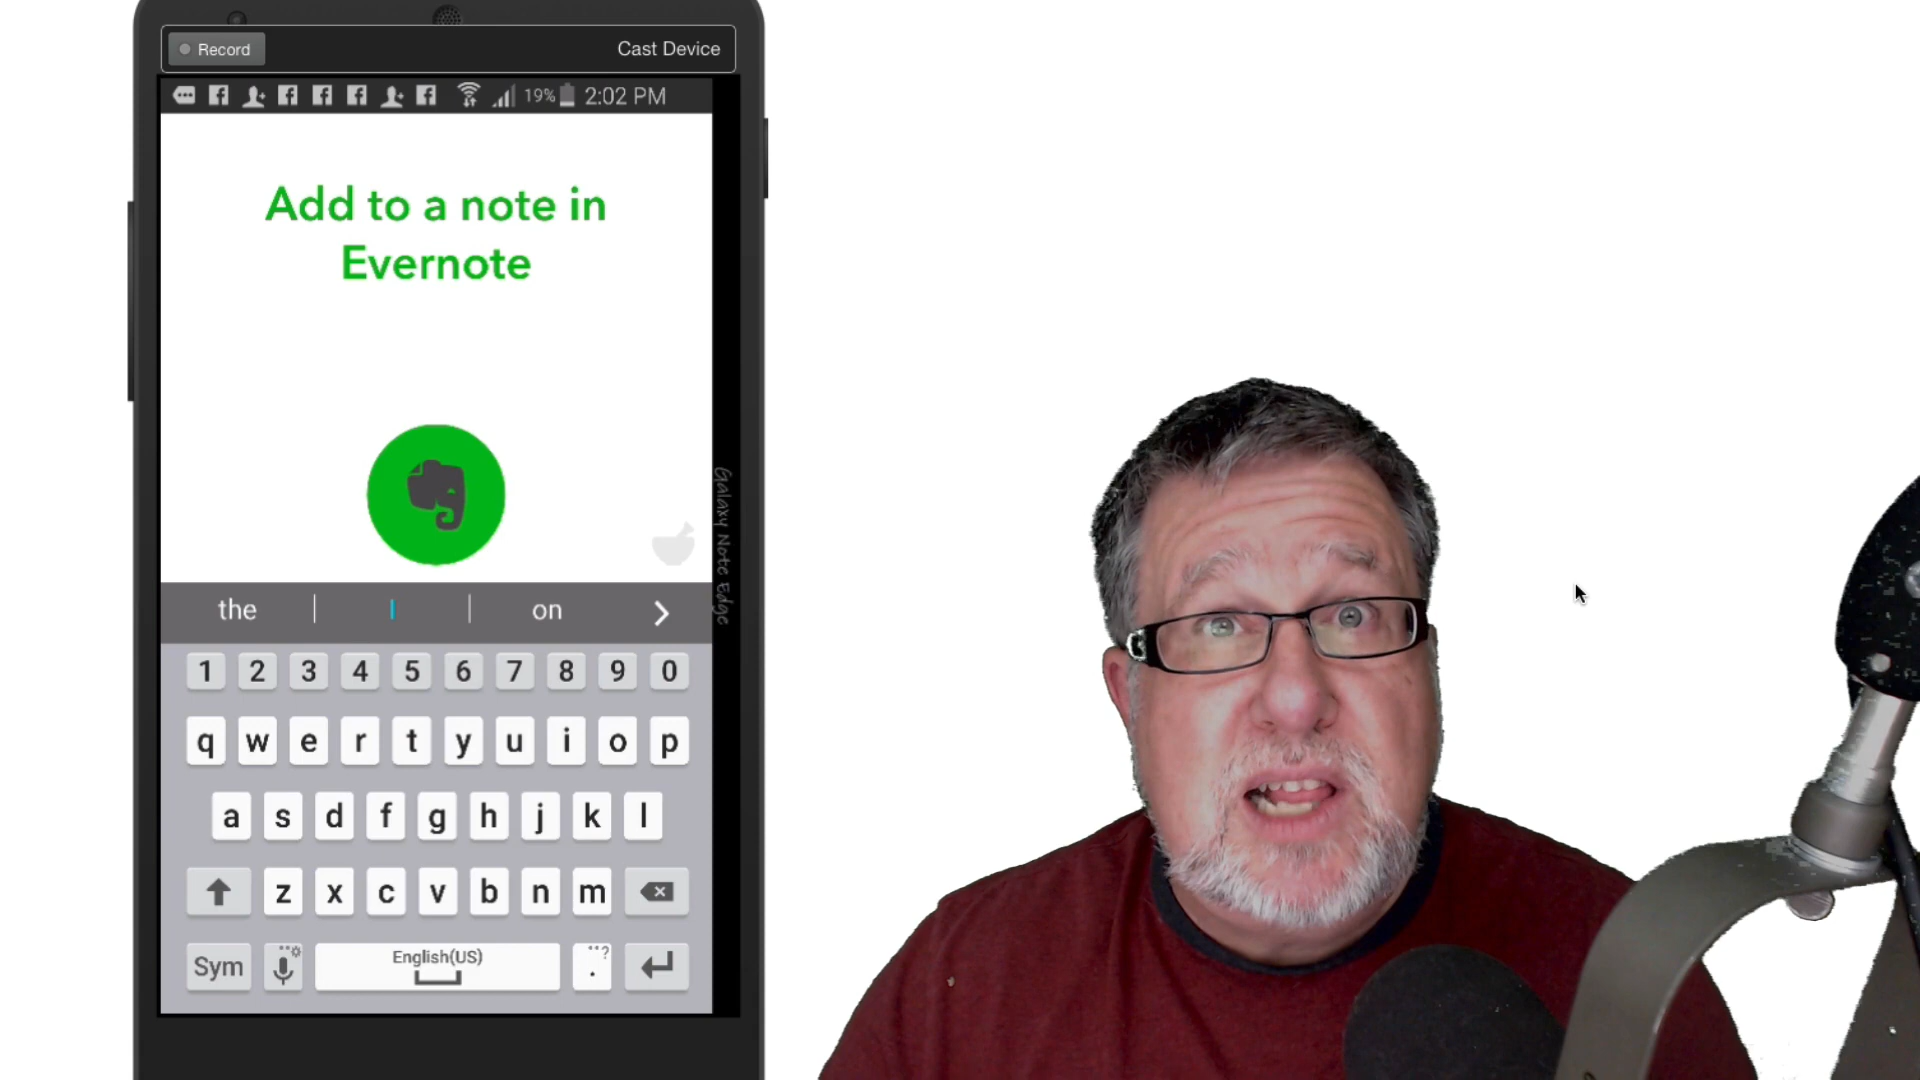 Record
Cast Device
19% 2:02 PM
Add to a note in
Evernote
Galaxy Note Edge
the I on
1 2 3 4 5 6 7 8 9 0
q w e r t y u i o p
a s d f g h j k l
z x c v b n m
Sym English(US) . ?